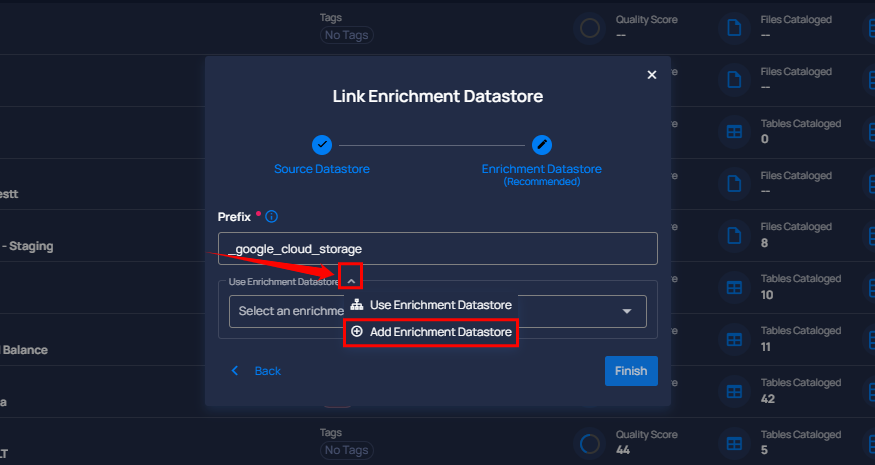 Tags
No Tags
Quality Score
--
Files Cataloged
--
Files Cataloged
--
Tables Cataloged
0
Files Cataloged
--
Files Cataloged
8
Tables Cataloged
10
Tables Cataloged
11
Tables Cataloged
42
- Staging
Balance
Link Enrichment Datastore
Source Datastore
Enrichment Datastore
(Recommended)
Prefix *
_google_cloud_storage
Use Enrichment Datastore
Select an enrichme
Use Enrichment Datastore
Add Enrichment Datastore
Back
Finish
Tags
No Tags
Quality Score
44
Tables Cataloged
5